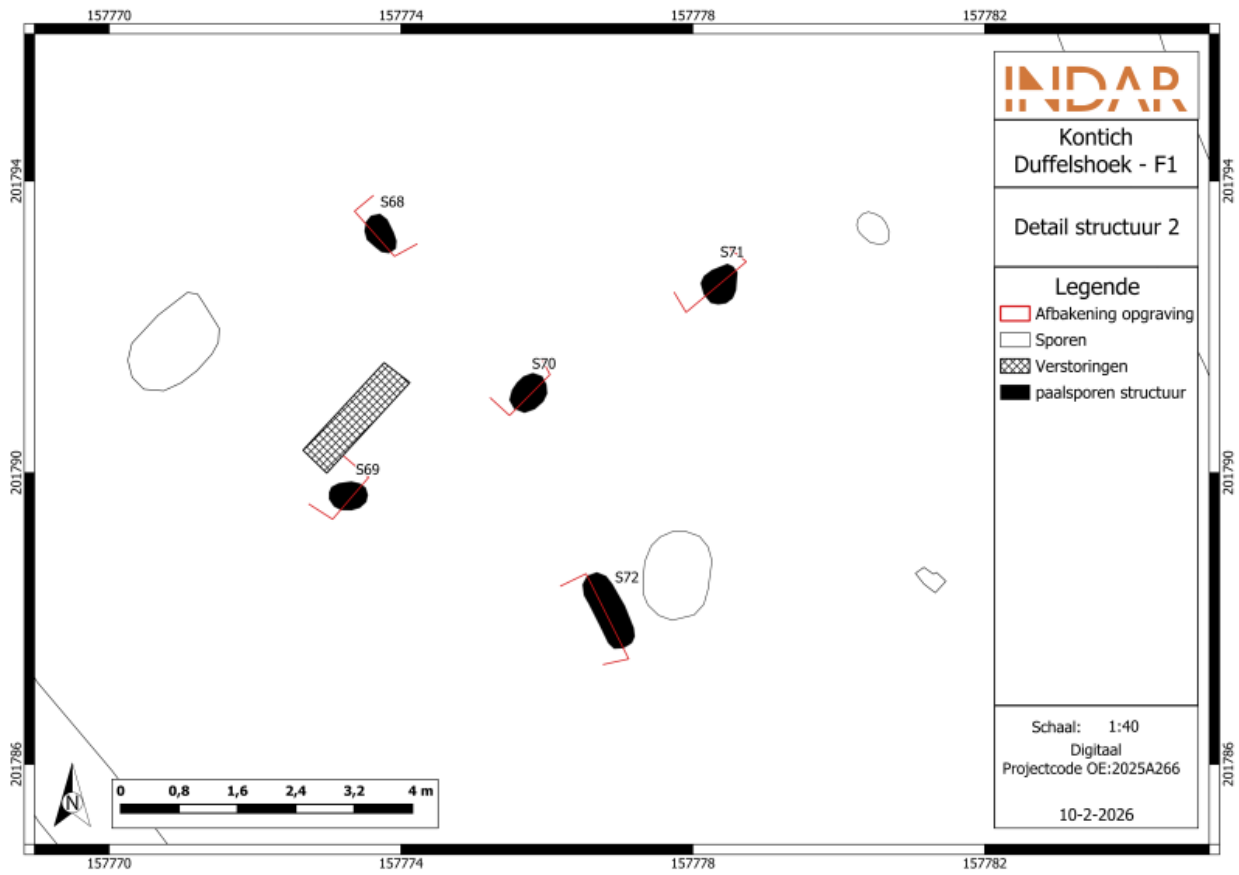 157770 157774 157778 157782
INDAR
Kontich
Duffelshoek - F1
Detail structuur 2
Legende
Afbakening opgraving
Sporen
Verstoringen
paalsporen structuur
201794
201794
S68
S71
S70
201790
201790
S69
S72
201786
201786
Schaal: 1:40
Digitaal
Projectcode OE:2025A266
10-2-2026
N
0 0,8 1,6 2,4 3,2 4 m
157770 157774 157778 157782